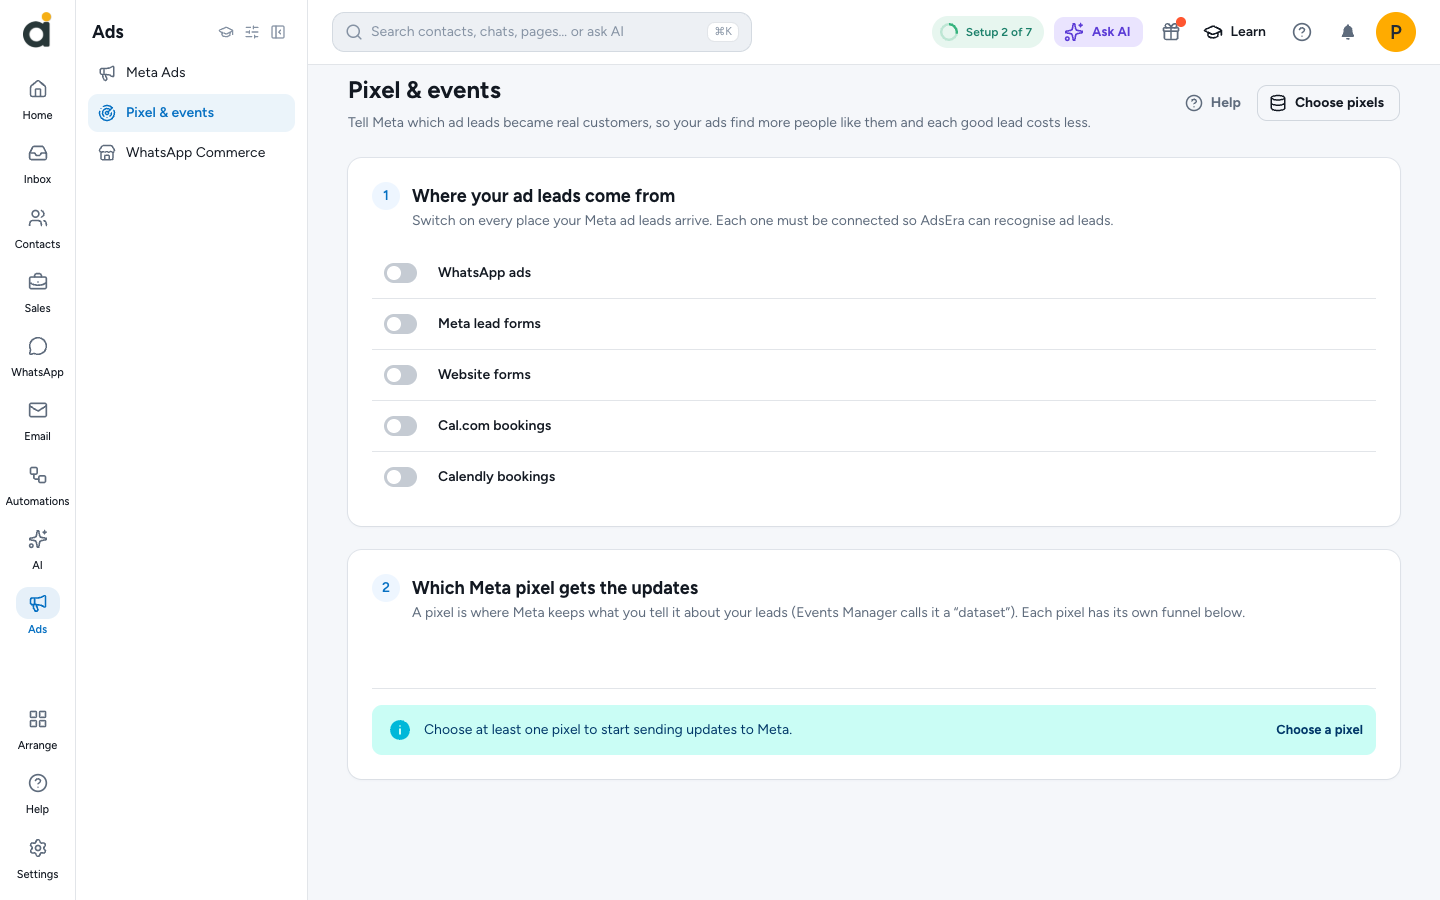 Ads
Search contacts, chats, pages... or ask AI
⌘K
Setup 2 of 7
Ask AI
Learn
P
Home
Inbox
Contacts
Sales
WhatsApp
Email
Automations
AI
Ads
Arrange
Help
Settings
Meta Ads
Pixel & events
WhatsApp Commerce
Pixel & events
Tell Meta which ad leads became real customers, so your ads find more people like them and each good lead costs less.
Help
Choose pixels
1
Where your ad leads come from
Switch on every place your Meta ad leads arrive. Each one must be connected so AdsEra can recognise ad leads.
WhatsApp ads
Meta lead forms
Website forms
Cal.com bookings
Calendly bookings
2
Which Meta pixel gets the updates
A pixel is where Meta keeps what you tell it about your leads (Events Manager calls it a “dataset”). Each pixel has its own funnel below.
Choose at least one pixel to start sending updates to Meta.
Choose a pixel